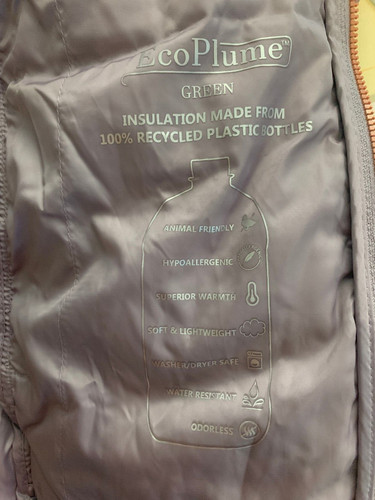 EcoPlume™
GREEN
INSULATION MADE FROM
100% RECYCLED PLASTIC BOTTLES
ANIMAL FRIENDLY
HYPOALLERGENIC
SUPERIOR WARMTH
SOFT & LIGHTWEIGHT
WASHER/DRYER SAFE
WATER RESISTANT
ODORLESS